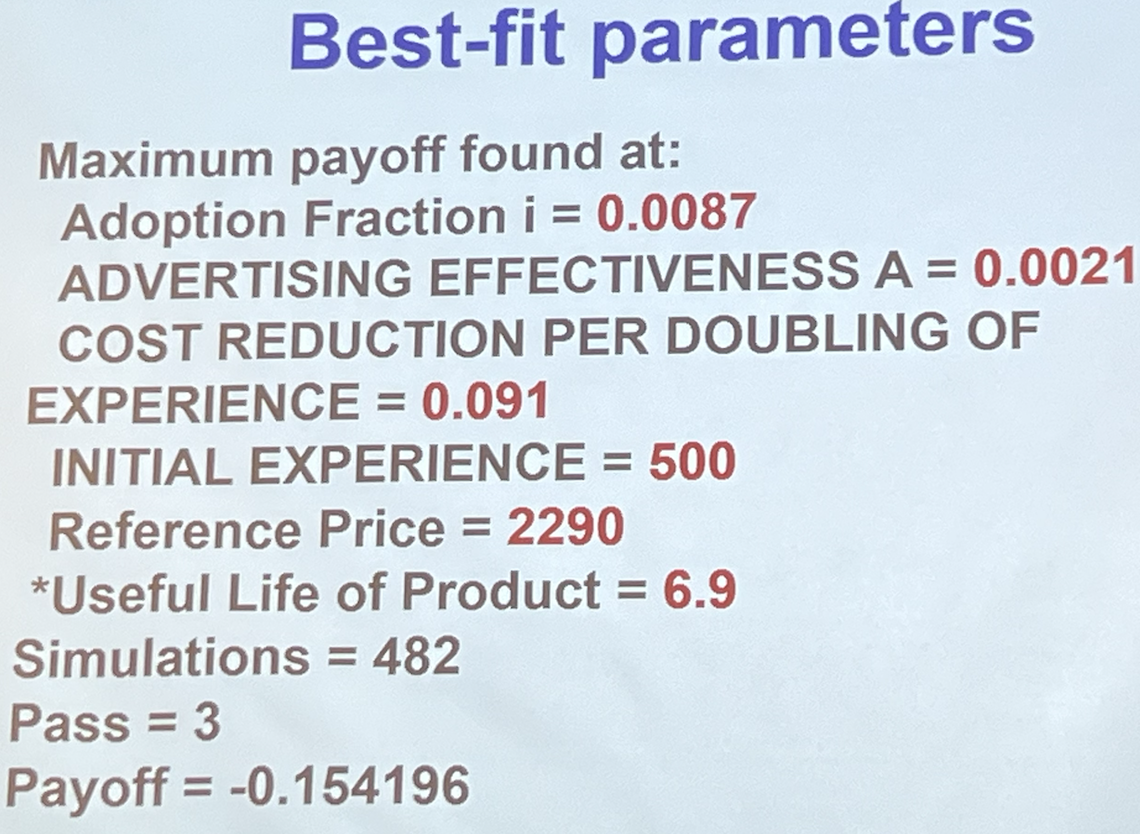 Best-fit parameters
Maximum payoff found at:
Adoption Fraction i = 0.0087
ADVERTISING EFFECTIVENESS A = 0.0021
COST REDUCTION PER DOUBLING OF
EXPERIENCE = 0.091
INITIAL EXPERIENCE = 500
Reference Price = 2290
*Useful Life of Product = 6.9
Simulations = 482
Pass = 3
Payoff = -0.154196